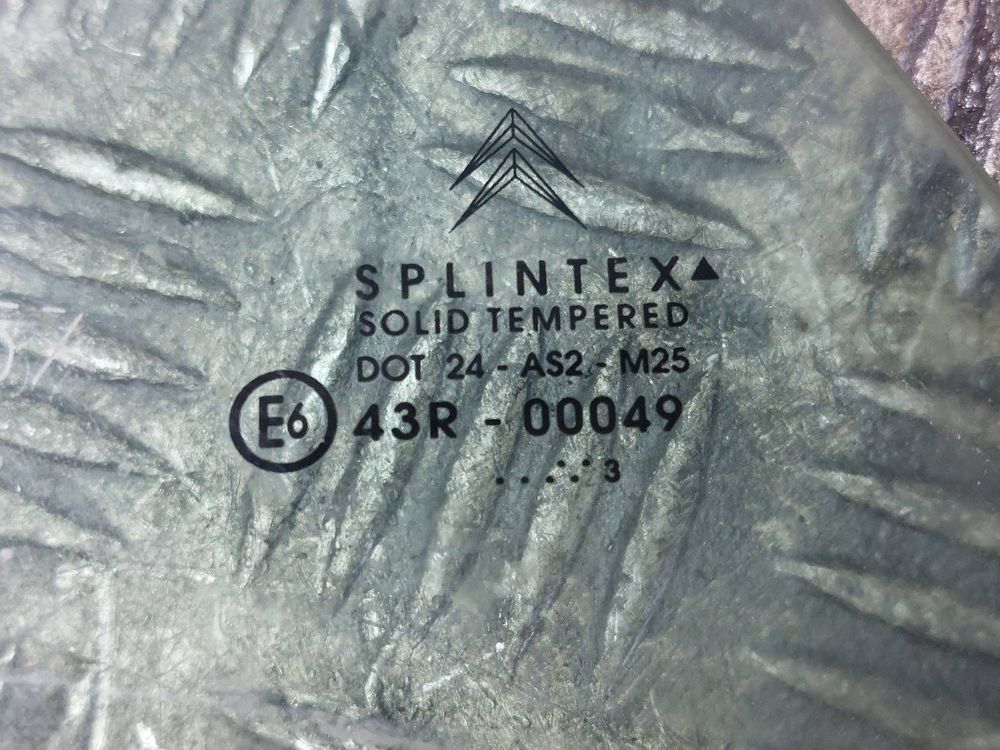 SPLINTEX
SOLID TEMPERED
DOT 24 - AS2 - M25
E6 43R - 00049
.....:: 3